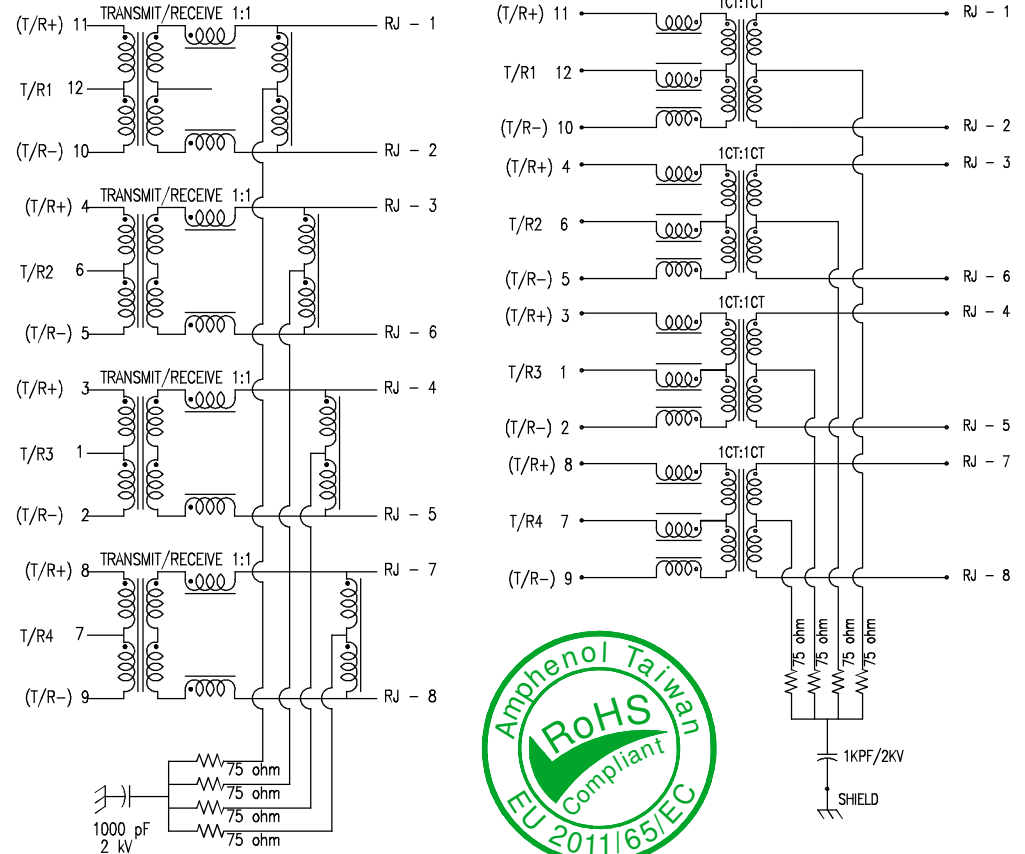 TRANSMIT/RECEIVE 1:1
(T/R+) 11
RJ - 1
T/R1 12
(T/R-) 10
RJ - 2
TRANSMIT/RECEIVE 1:1
(T/R+) 4
RJ - 3
T/R2 6
(T/R-) 5
RJ - 6
TRANSMIT/RECEIVE 1:1
(T/R+) 3
RJ - 4
T/R3 1
(T/R-) 2
RJ - 5
TRANSMIT/RECEIVE 1:1
(T/R+) 8
RJ - 7
T/R4 7
(T/R-) 9
RJ - 8
75 ohm
75 ohm
75 ohm
75 ohm
1000 pF
2 kV
1CT:1CT
(T/R+) 11
RJ - 1
T/R1 12
(T/R-) 10
RJ - 2
1CT:1CT
(T/R+) 4
RJ - 3
T/R2 6
(T/R-) 5
RJ - 6
1CT:1CT
(T/R+) 3
RJ - 4
T/R3 1
(T/R-) 2
RJ - 5
1CT:1CT
(T/R+) 8
RJ - 7
T/R4 7
(T/R-) 9
RJ - 8
75 ohm
75 ohm
75 ohm
75 ohm
1KPF/2KV
SHIELD
Amphenol Taiwan
RoHS
Compliant
EU 2011/65/EC